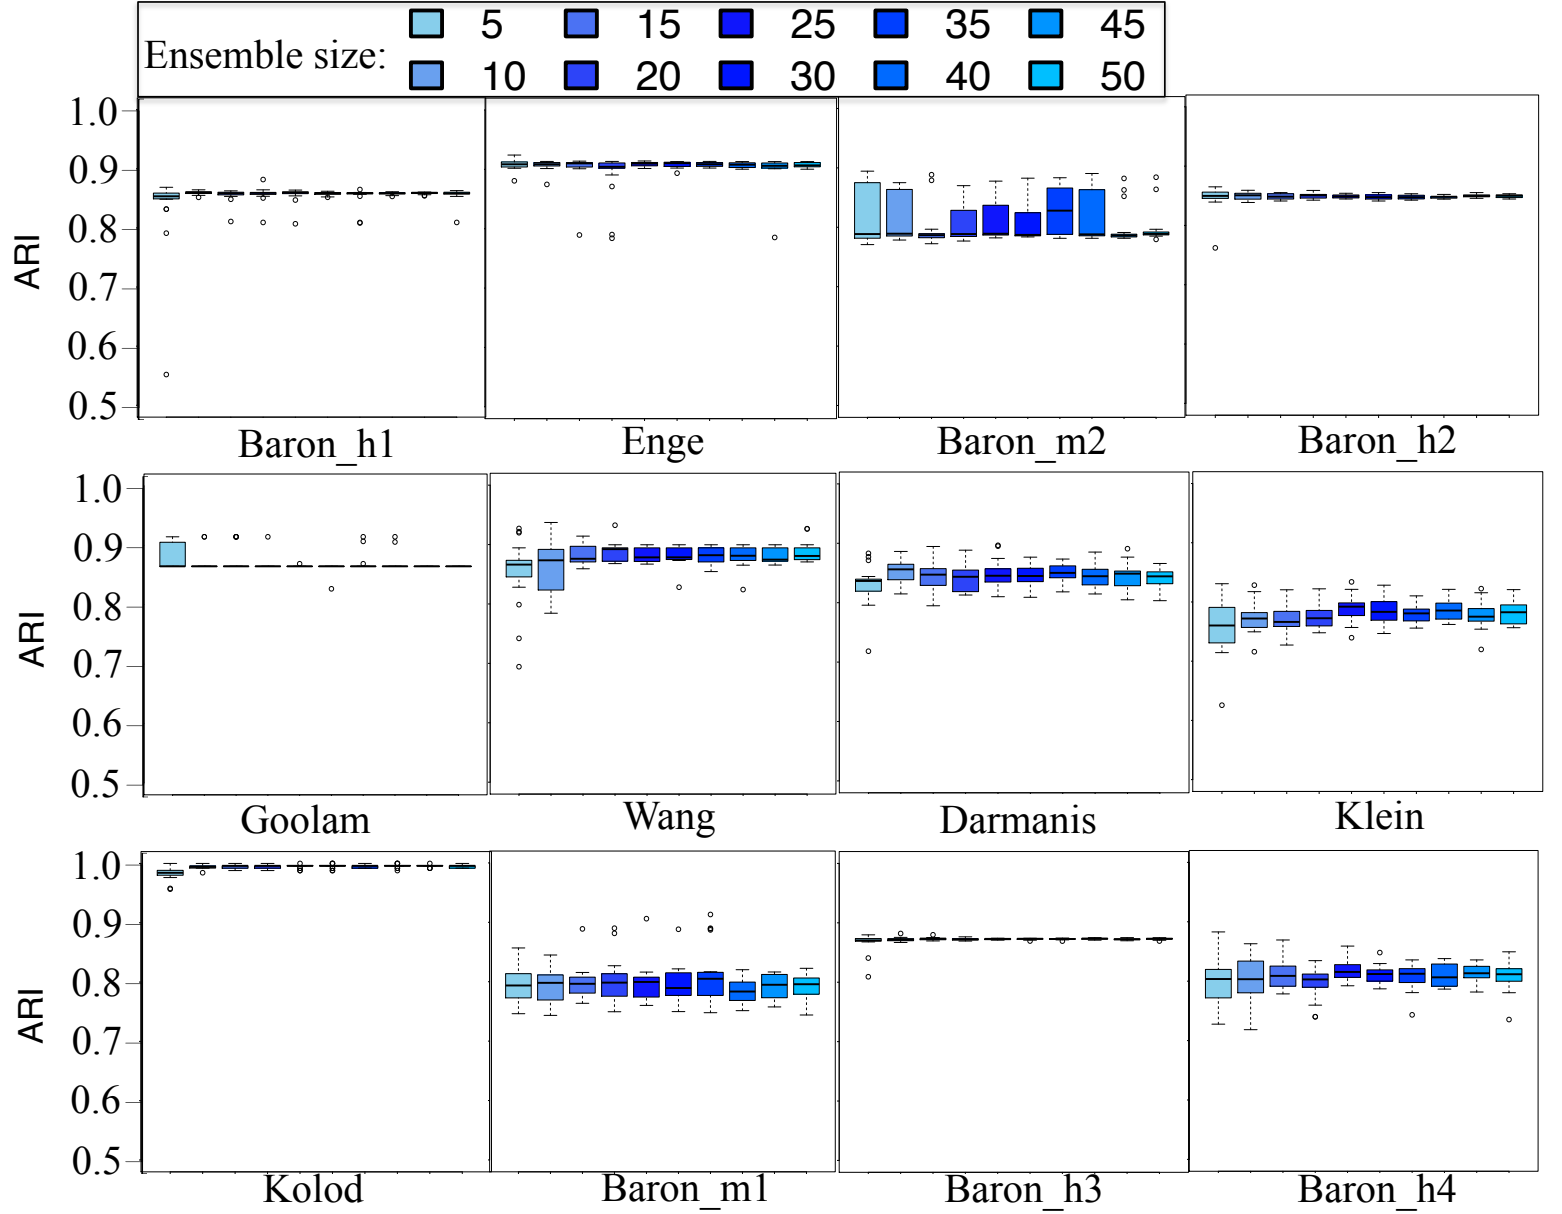 Ensemble size:
5 15 25 35 45
10 20 30 40 50
ARI
1.0
0.9
0.8
0.7
0.6
0.5
Baron_h1 Enge Baron_m2 Baron_h2
ARI
1.0
0.9
0.8
0.7
0.6
0.5
Goolam Wang Darmanis Klein
ARI
1.0
0.9
0.8
0.7
0.6
0.5
Kolod Baron_m1 Baron_h3 Baron_h4